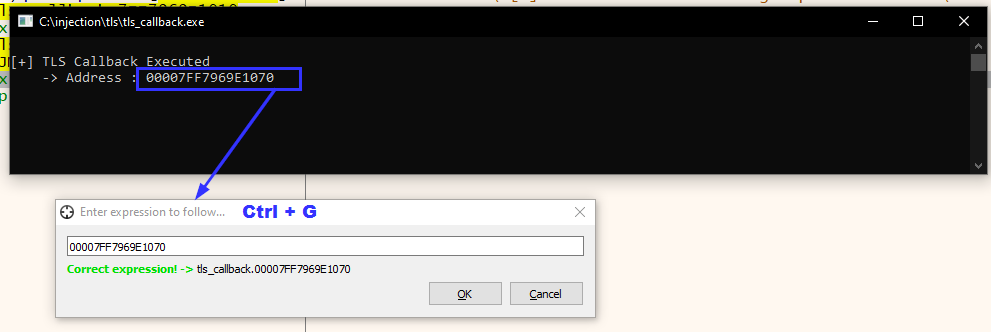 C:\injection\tls\tls_callback.exe
[+] TLS Callback Executed
-> Address : 00007FF7969E1070
Enter expression to follow... Ctrl + G
00007FF7969E1070
Correct expression! -> tls_callback.00007FF7969E1070
OK Cancel